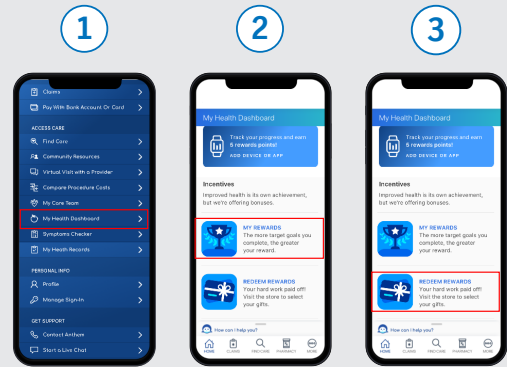 1
2
3
Claims
Pay With Bank Account Or Card
ACCESS CARE
Find Care
Community Resources
Virtual Visit with a Provider
Compare Procedure Costs
My Care Team
My Health Dashboard
Symptoms Checker
My Heath Records
PERSONAL INFO
Profile
Manage Sign-In
GET SUPPORT
Contact Anthem
Start a Live Chat
My Health Dashboard
Track your progress and earn
5 rewards points!
ADD DEVICE OR APP
Incentives
Improved health is its own achievement,
but we're offering bonuses.
MY REWARDS
The more target goals you
complete, the greater
your reward.
REDEEM REWARDS
Your hard work paid off!
Visit the store to select
your gifts.
How can I help you?
HOME CLAIMS FIND CARE PHARMACY MORE
My Health Dashboard
Track your progress and earn
5 rewards points!
ADD DEVICE OR APP
Incentives
Improved health is its own achievement,
but we're offering bonuses.
MY REWARDS
The more target goals you
complete, the greater
your reward.
REDEEM REWARDS
Your hard work paid off!
Visit the store to select
your gifts.
How can I help you?
HOME CLAIMS FIND CARE PHARMACY MORE